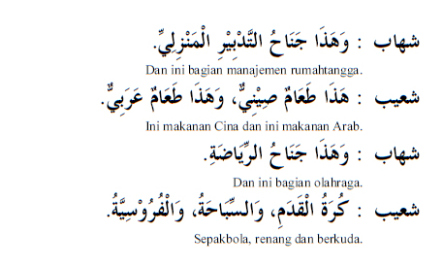 شهاب : وَهَذَا جَنَاحُ التَّدْبِيْرِ الْمَنْزِلِيِّ.
Dan ini bagian manajemen rumahtangga.
شعيب : هَذَا طَعَامٌ صِيْنِيٌّ، وَهَذَا طَعَامٌ عَرَبِيٌّ.
Ini makanan Cina dan ini makanan Arab.
شهاب : وَهَذَا جَنَاحُ الرِّيَاضَةِ.
Dan ini bagian olahraga.
شعيب : كُرَةُ الْقَدَمِ، وَالسِّبَاحَةُ، وَالْفُرُوْسِيَّةُ.
Sepakbola, renang dan berkuda.